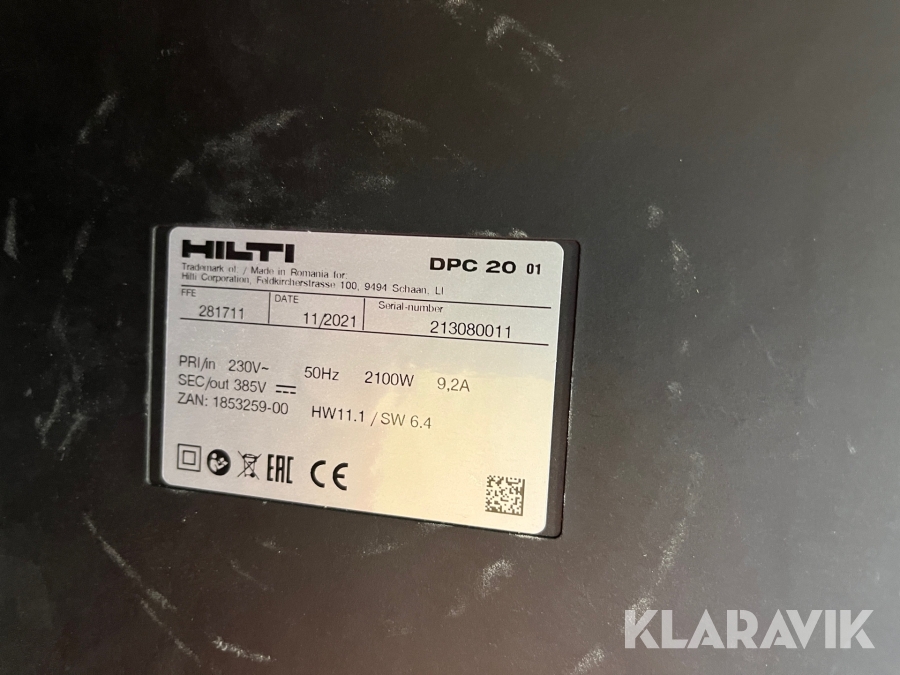 HILTI
DPC 20 01
Trademark of / Made in Romania for:
Hilti Corporation, Feldkircherstrasse 100, 9494 Schaan, LI
FFE DATE Serial-number
281711 11/2021 213080011
PRI/in 230V~ 50Hz 2100W 9,2A
SEC/out 385V
ZAN: 1853259-00 HW11.1 / SW 6.4
EAC CE
KLARAVIK